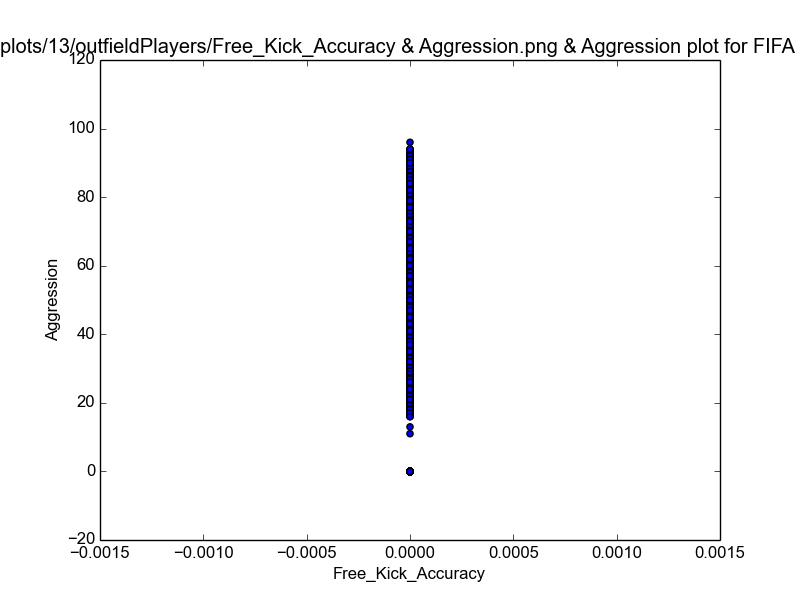 plots/13/outfieldPlayers/Free_Kick_Accuracy & Aggression.png & Aggression plot for FIFA
120
100
80
60
40
20
0
−20
Aggression
−0.0015 −0.0010 −0.0005 0.0000 0.0005 0.0010 0.0015
Free_Kick_Accuracy